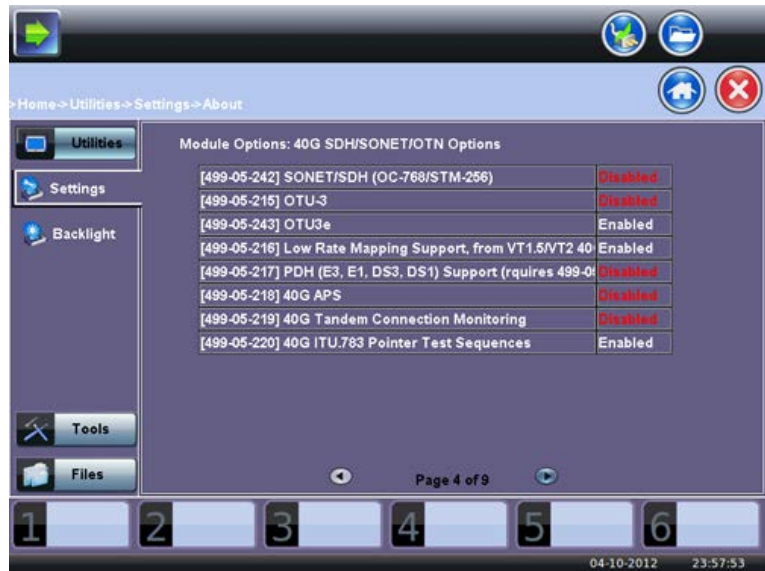 >Home->Utilities->Settings->About
Utilities
Settings
Backlight
Tools
Files
Module Options: 40G SDH/SONET/OTN Options
[499-05-242] SONET/SDH (OC-768/STM-256) Disabled
[499-05-215] OTU-3 Disabled
[499-05-243] OTU3e Enabled
[499-05-216] Low Rate Mapping Support, from VT1.5/VT2 40 Enabled
[499-05-217] PDH (E3, E1, DS3, DS1) Support (rquires 499-0 Disabled
[499-05-218] 40G APS Disabled
[499-05-219] 40G Tandem Connection Monitoring Disabled
[499-05-220] 40G ITU.783 Pointer Test Sequences Enabled
Page 4 of 9
1 2 3 4 5 6
04-10-2012 23:57:53